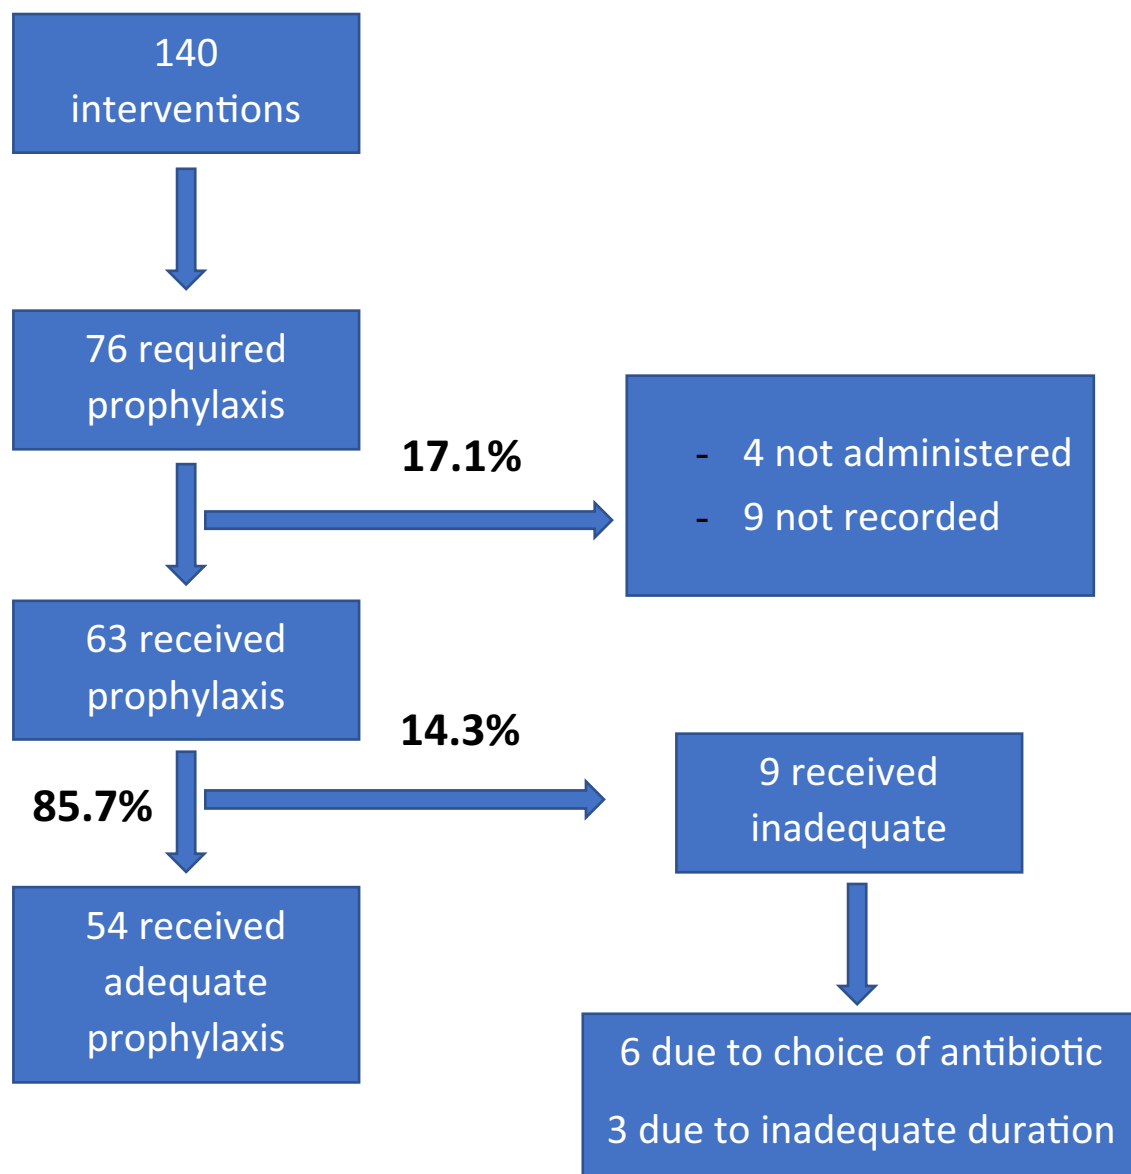 140
interventions
76 required
prophylaxis
17.1%
- 4 not administered
- 9 not recorded
63 received
prophylaxis
14.3%
85.7%
9 received
inadequate
54 received
adequate
prophylaxis
6 due to choice of antibiotic
3 due to inadequate duration